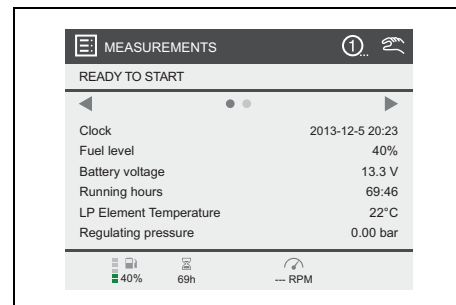 MEASUREMENTS 1...
READY TO START
Clock 2013-12-5 20:23
Fuel level 40%
Battery voltage 13.3 V
Running hours 69:46
LP Element Temperature 22°C
Regulating pressure 0.00 bar
40% 69h --- RPM